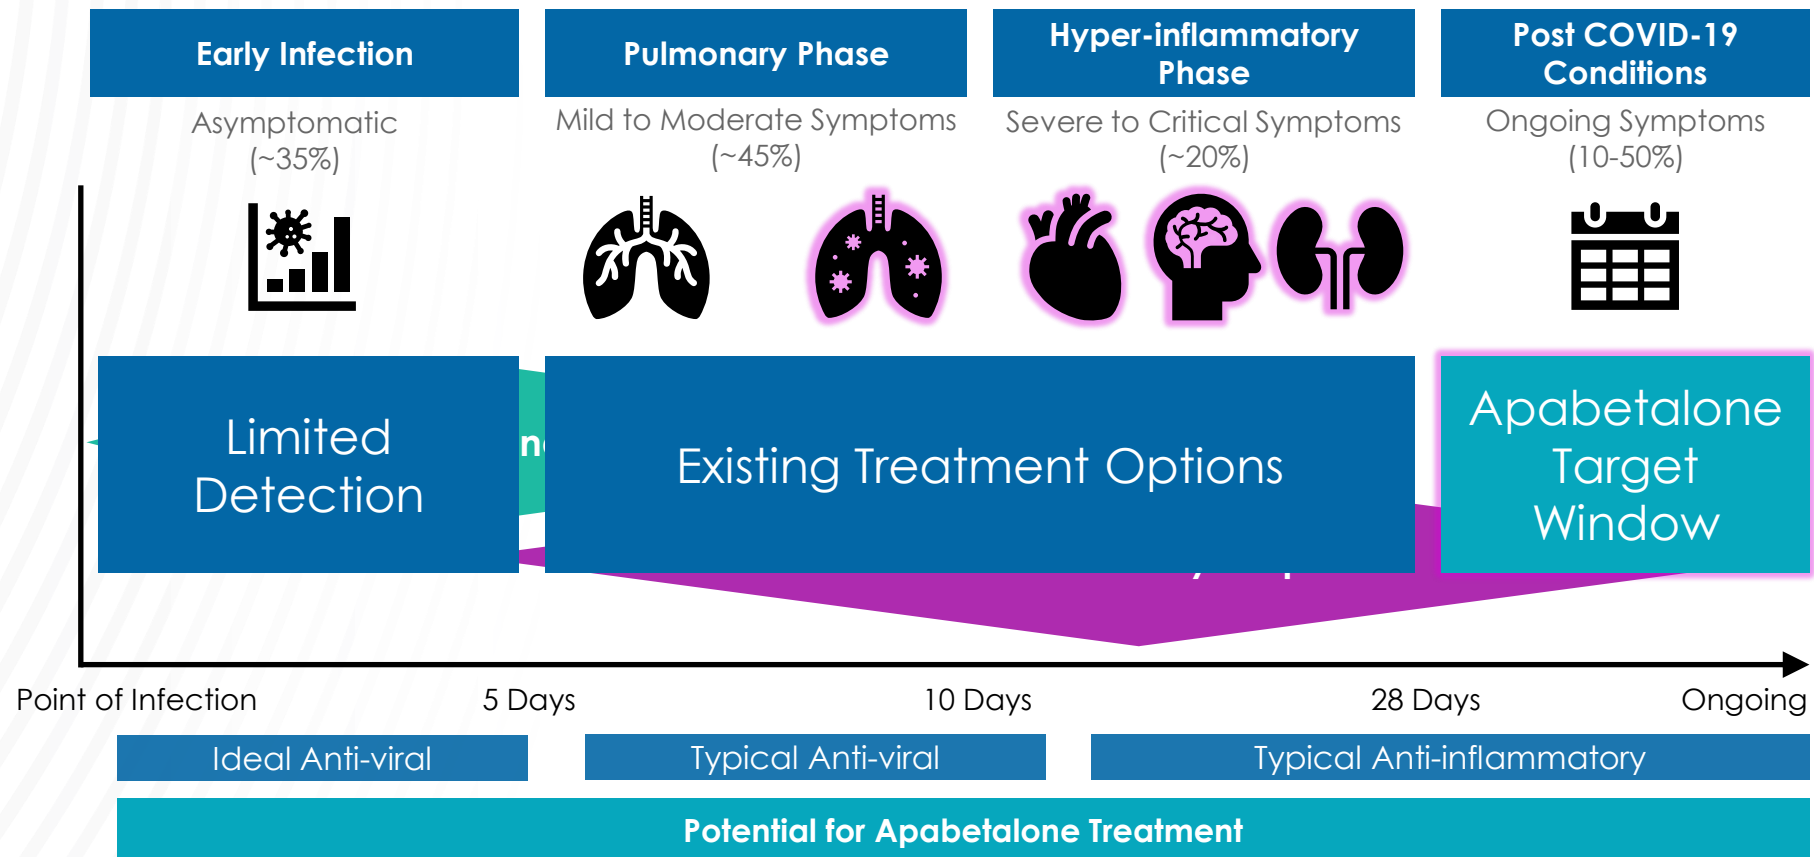 Early Infection
Pulmonary Phase
Hyper-inflammatory
Phase
Post COVID-19
Conditions
Asymptomatic
(~35%)
Mild to Moderate Symptoms
(~45%)
Severe to Critical Symptoms
(~20%)
Ongoing Symptoms
(10-50%)
Limited
Detection
Existing Treatment Options
Apabetalone
Target
Window
Point of Infection
5 Days
10 Days
28 Days
Ongoing
Ideal Anti-viral
Typical Anti-viral
Typical Anti-inflammatory
Potential for Apabetalone Treatment